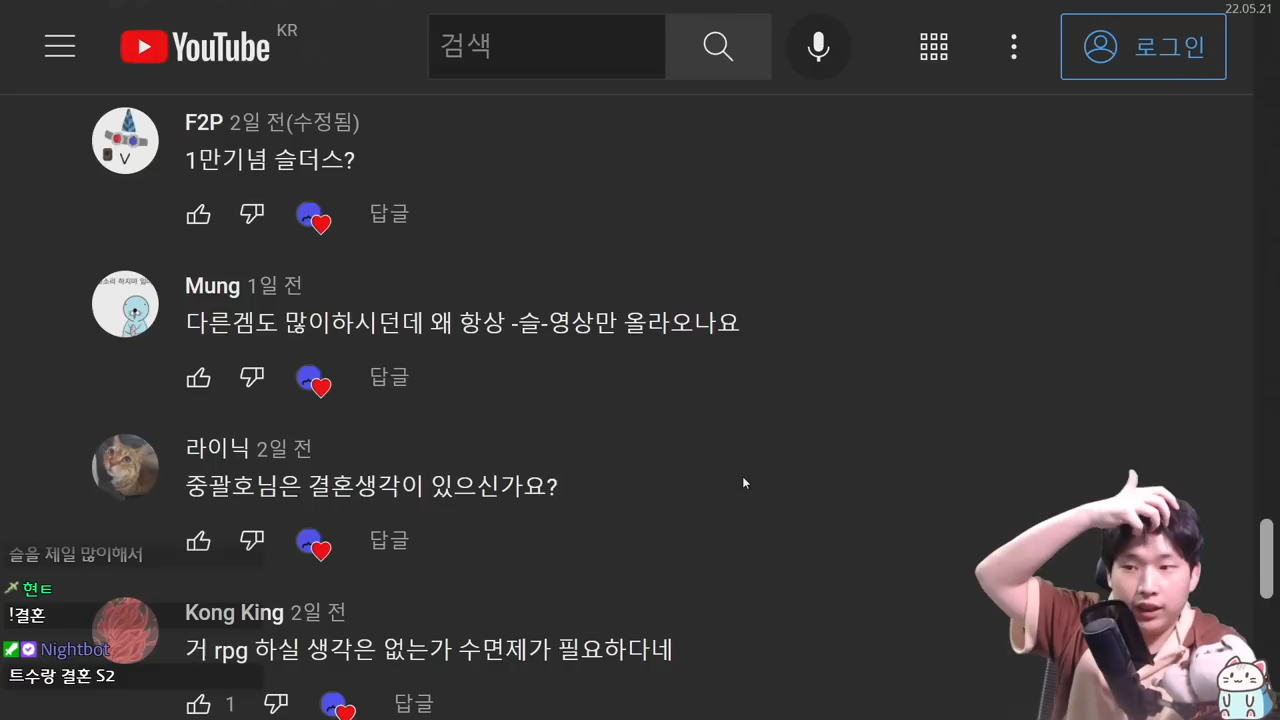 22.05.21
YouTube KR
검색
로그인
F2P 2일 전(수정됨)
1만기념 슬더스?
답글
Mung 1일 전
다른겜도 많이하시던데 왜 항상 -슬-영상만 올라오나요
답글
라이닉 2일 전
중괄호님은 결혼생각이 있으신가요?
답글
슬을 제일 많이해서
현ㅌ
!결혼
Nightbot
트수랑 결혼 S2
Kong King 2일 전
거 rpg 하실 생각은 없는가 수면제가 필요하다네
1 답글